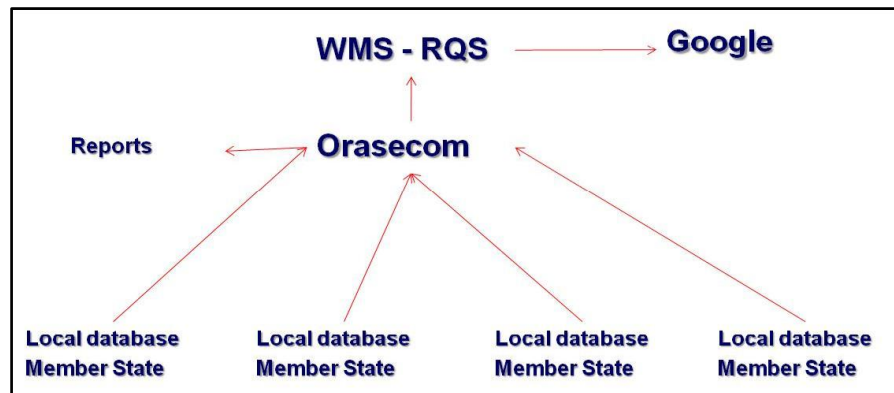 WMS - RQS
Google
Reports
Orasecom
Local database
Member State
Local database
Member State
Local database
Member State
Local database
Member State